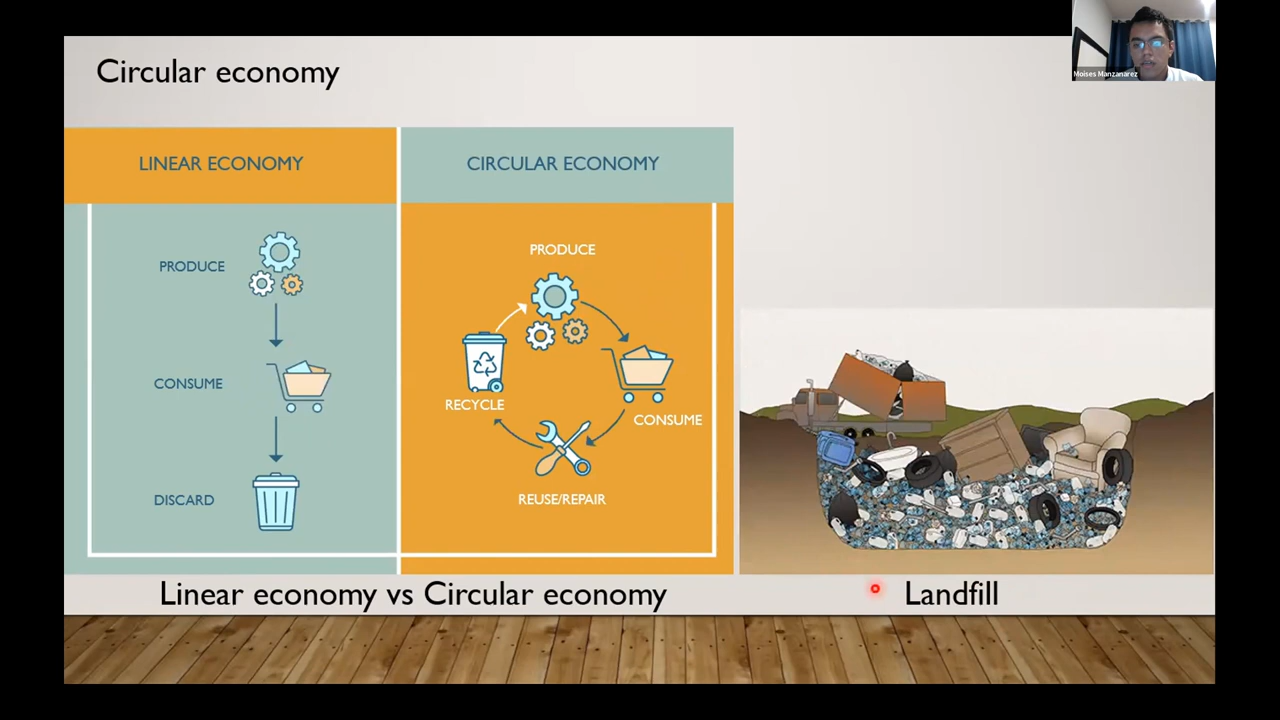 Circular economy
Moises Manzanarez
LINEAR ECONOMY
PRODUCE
CONSUME
DISCARD
CIRCULAR ECONOMY
PRODUCE
CONSUME
REUSE/REPAIR
RECYCLE
Linear economy vs Circular economy
Landfill